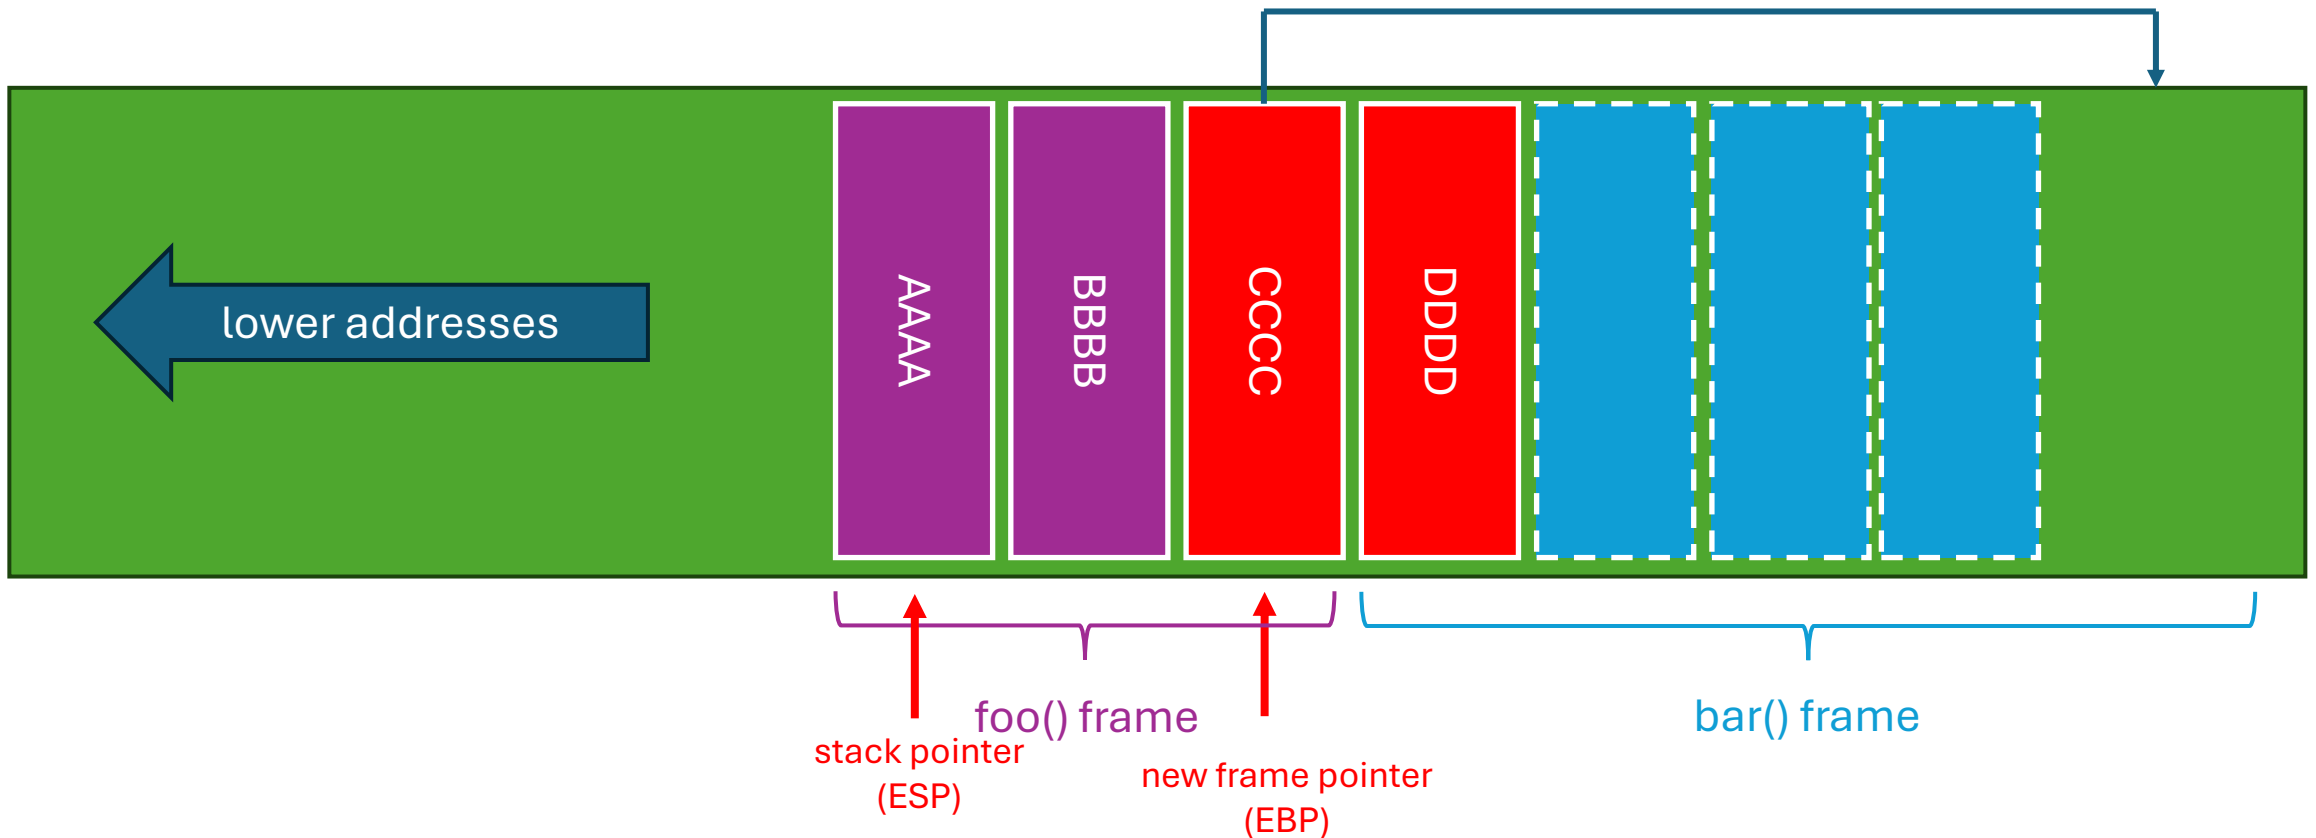 lower addresses
AAAA
BBBB
CCCC
DDDD
foo() frame
bar() frame
stack pointer
(ESP)
new frame pointer
(EBP)